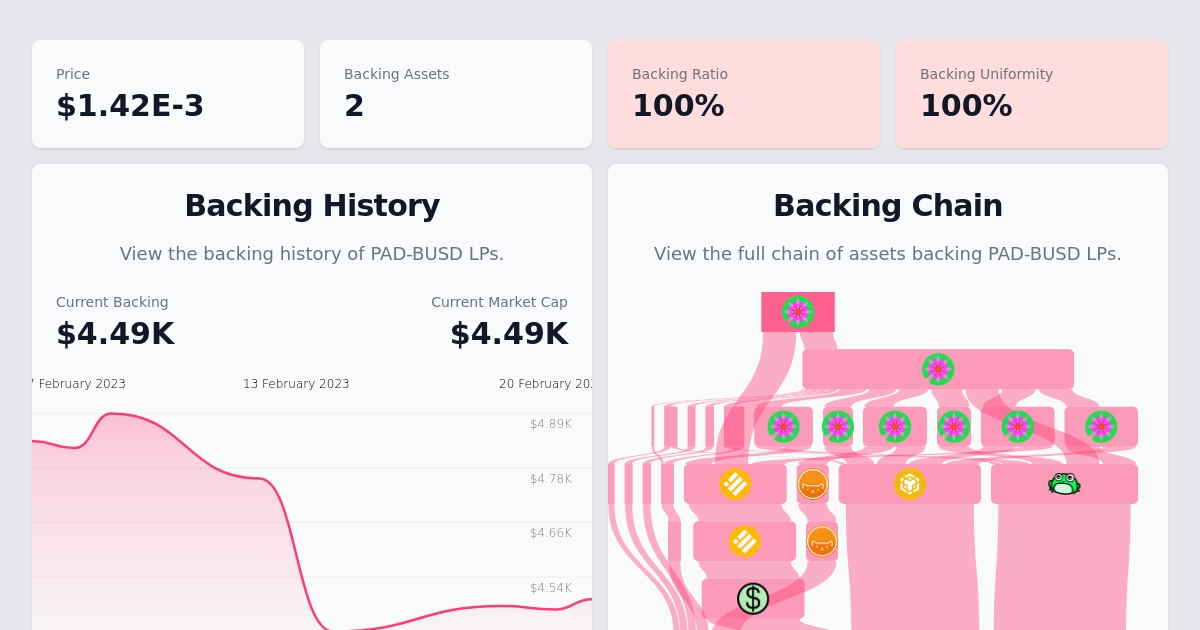 Price
$1.42E-3
Backing Assets
2
Backing Ratio
100%
Backing Uniformity
100%
Backing History
View the backing history of PAD-BUSD LPs.
Current Backing
$4.49K
Current Market Cap
$4.49K
February 2023
13 February 2023
20 February
$4.89K
$4.78K
$4.66K
$4.54K
Backing Chain
View the full chain of assets backing PAD-BUSD LPs.
$